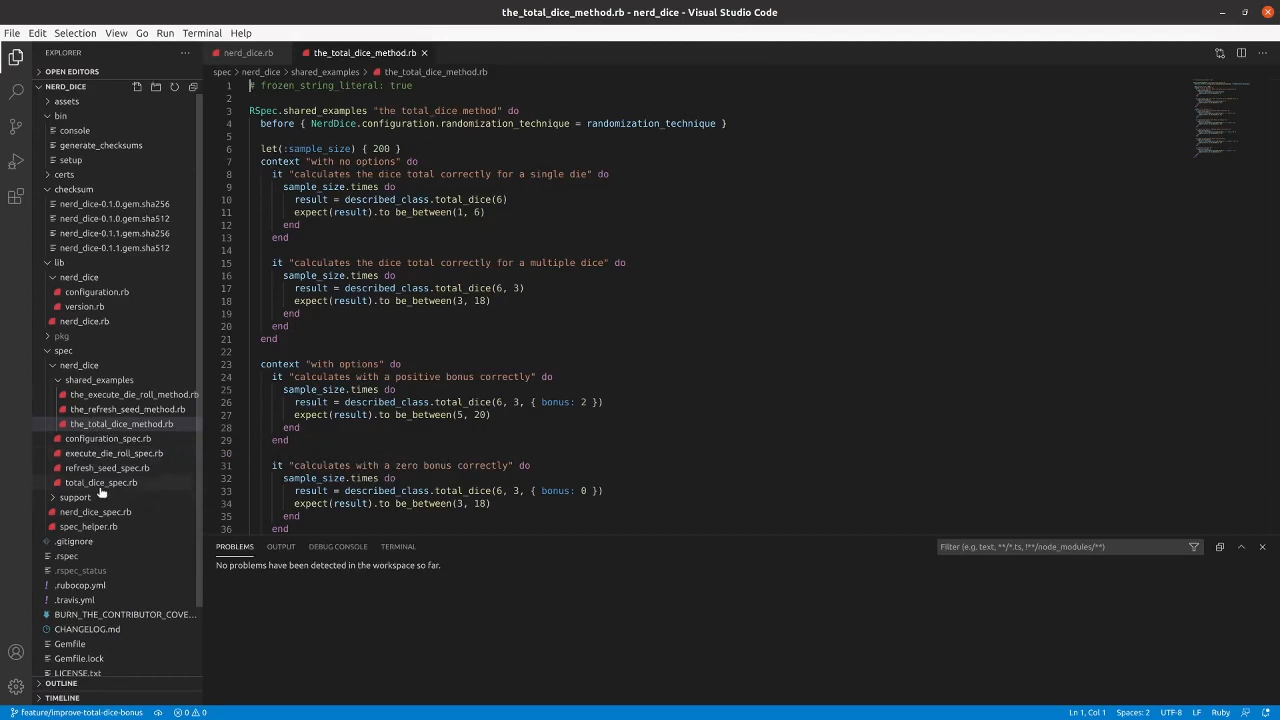 the_total_dice_method.rb - nerd_dice - Visual Studio Code
File Edit Selection View Go Run Terminal Help
EXPLORER
OPEN EDITORS
NERD_DICE
assets
bin
console
generate_checksums
setup
certs
checksum
nerd_dice-0.1.0.gem.sha256
nerd_dice-0.1.0.gem.sha512
nerd_dice-0.1.1.gem.sha256
nerd_dice-0.1.1.gem.sha512
lib
nerd_dice
configuration.rb
version.rb
nerd_dice.rb
pkg
spec
nerd_dice
shared_examples
the_execute_die_roll_method.rb
the_refresh_seed_method.rb
the_total_dice_method.rb
configuration_spec.rb
execute_die_roll_spec.rb
refresh_seed_spec.rb
total_dice_spec.rb
support
nerd_dice_spec.rb
spec_helper.rb
.gitignore
.rspec
.rspec_status
.rubocop.yml
.travis.yml
BURN_THE_CONTRIBUTOR_COVE...
CHANGELOG.md
Gemfile
Gemfile.lock
LICENSE.txt
OUTLINE
TIMELINE
nerd_dice.rb the_total_dice_method.rb
spec > nerd_dice > shared_examples > the_total_dice_method.rb
1 # frozen_string_literal: true
2
3 RSpec.shared_examples "the total_dice method" do
4 before { NerdDice.configuration.randomization_technique = randomization_technique }
5
6 let(:sample_size) { 200 }
7 context "with no options" do
8 it "calculates the dice total correctly for a single die" do
9 sample_size.times do
10 result = described_class.total_dice(6)
11 expect(result).to be_between(1, 6)
12 end
13 end
14
15 it "calculates the dice total correctly for a multiple dice" do
16 sample_size.times do
17 result = described_class.total_dice(6, 3)
18 expect(result).to be_between(3, 18)
19 end
20 end
21 end
22
23 context "with options" do
24 it "calculates with a positive bonus correctly" do
25 sample_size.times do
26 result = described_class.total_dice(6, 3, { bonus: 2 })
27 expect(result).to be_between(5, 20)
28 end
29 end
30
31 it "calculates with a zero bonus correctly" do
32 sample_size.times do
33 result = described_class.total_dice(6, 3, { bonus: 0 })
34 expect(result).to be_between(3, 18)
35 end
36 end
PROBLEMS OUTPUT DEBUG CONSOLE TERMINAL
Filter (e.g. text, **/*.ts, !**/node_modules/**)
No problems have been detected in the workspace so far.
feature/improve-total-dice-bonus 0 0 Ln 1, Col 1 Spaces: 2 UTF-8 LF Ruby